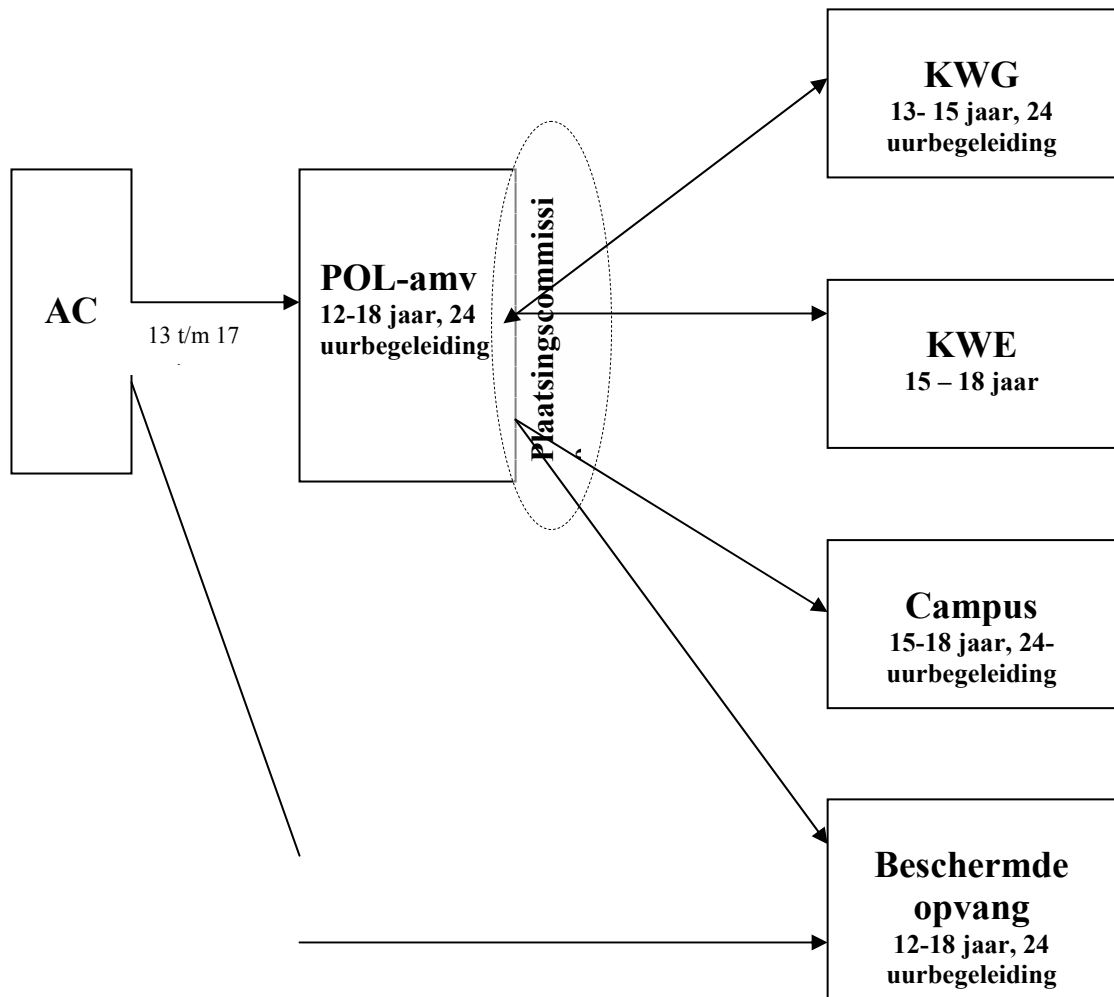 AC
13 t/m 17
POL-amv
12-18 jaar, 24
uurbegeleiding
Plaatsingscommissi
KWG
13- 15 jaar, 24
uurbegeleiding
KWE
15 – 18 jaar
Campus
15-18 jaar, 24-
uurbegeleiding
Beschermde
opvang
12-18 jaar, 24
uurbegeleiding